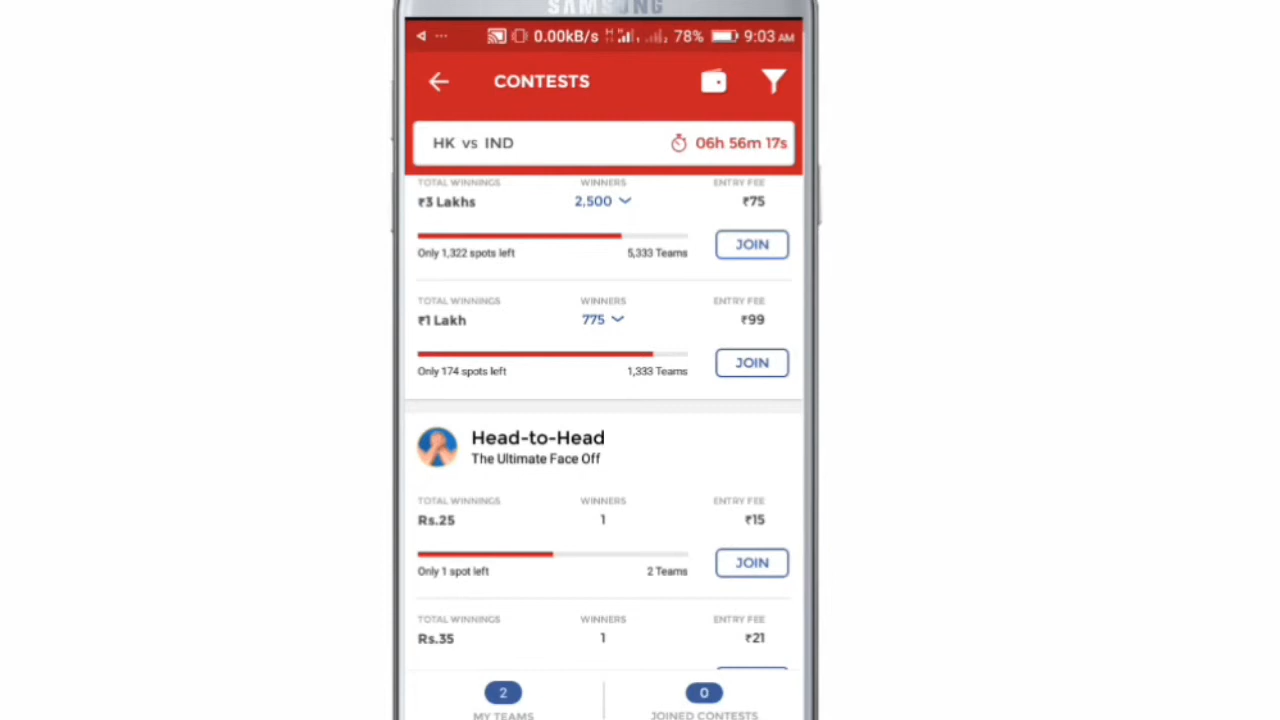 SAMSUNG
0.00kB/s 78% 9:03 AM
CONTESTS
HK vs IND 06h 56m 17s
TOTAL WINNINGS WINNERS ENTRY FEE
₹3 Lakhs 2,500 ₹75
JOIN
Only 1,322 spots left 5,333 Teams
TOTAL WINNINGS WINNERS ENTRY FEE
₹1 Lakh 775 ₹99
JOIN
Only 174 spots left 1,333 Teams
Head-to-Head
The Ultimate Face Off
TOTAL WINNINGS WINNERS ENTRY FEE
Rs.25 1 ₹15
JOIN
Only 1 spot left 2 Teams
TOTAL WINNINGS WINNERS ENTRY FEE
Rs.35 1 ₹21
2 0
MY TEAMS JOINED CONTESTS